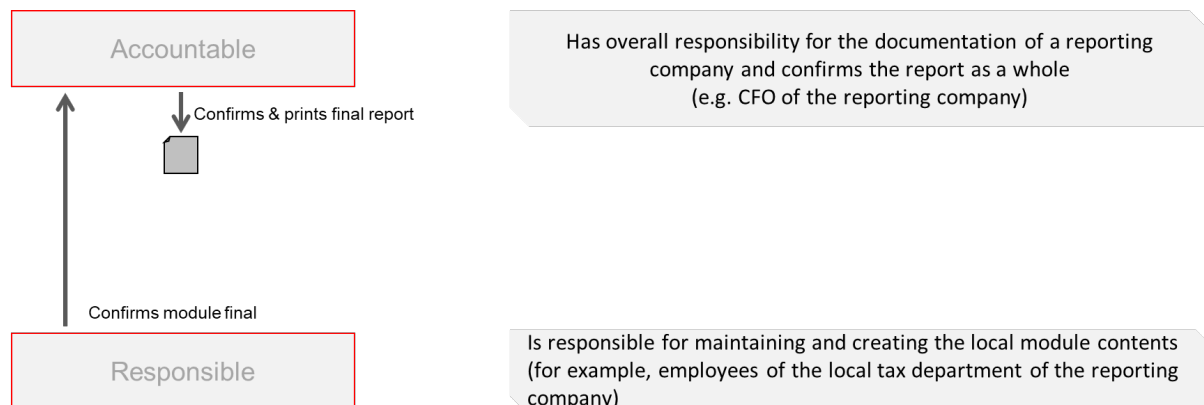 Accountable
Has overall responsibility for the documentation of a reporting
company and confirms the report as a whole
(e.g. CFO of the reporting company)
Confirms & prints final report
Confirms module final
Responsible
Is responsible for maintaining and creating the local module contents
(for example, employees of the local tax department of the reporting
company)